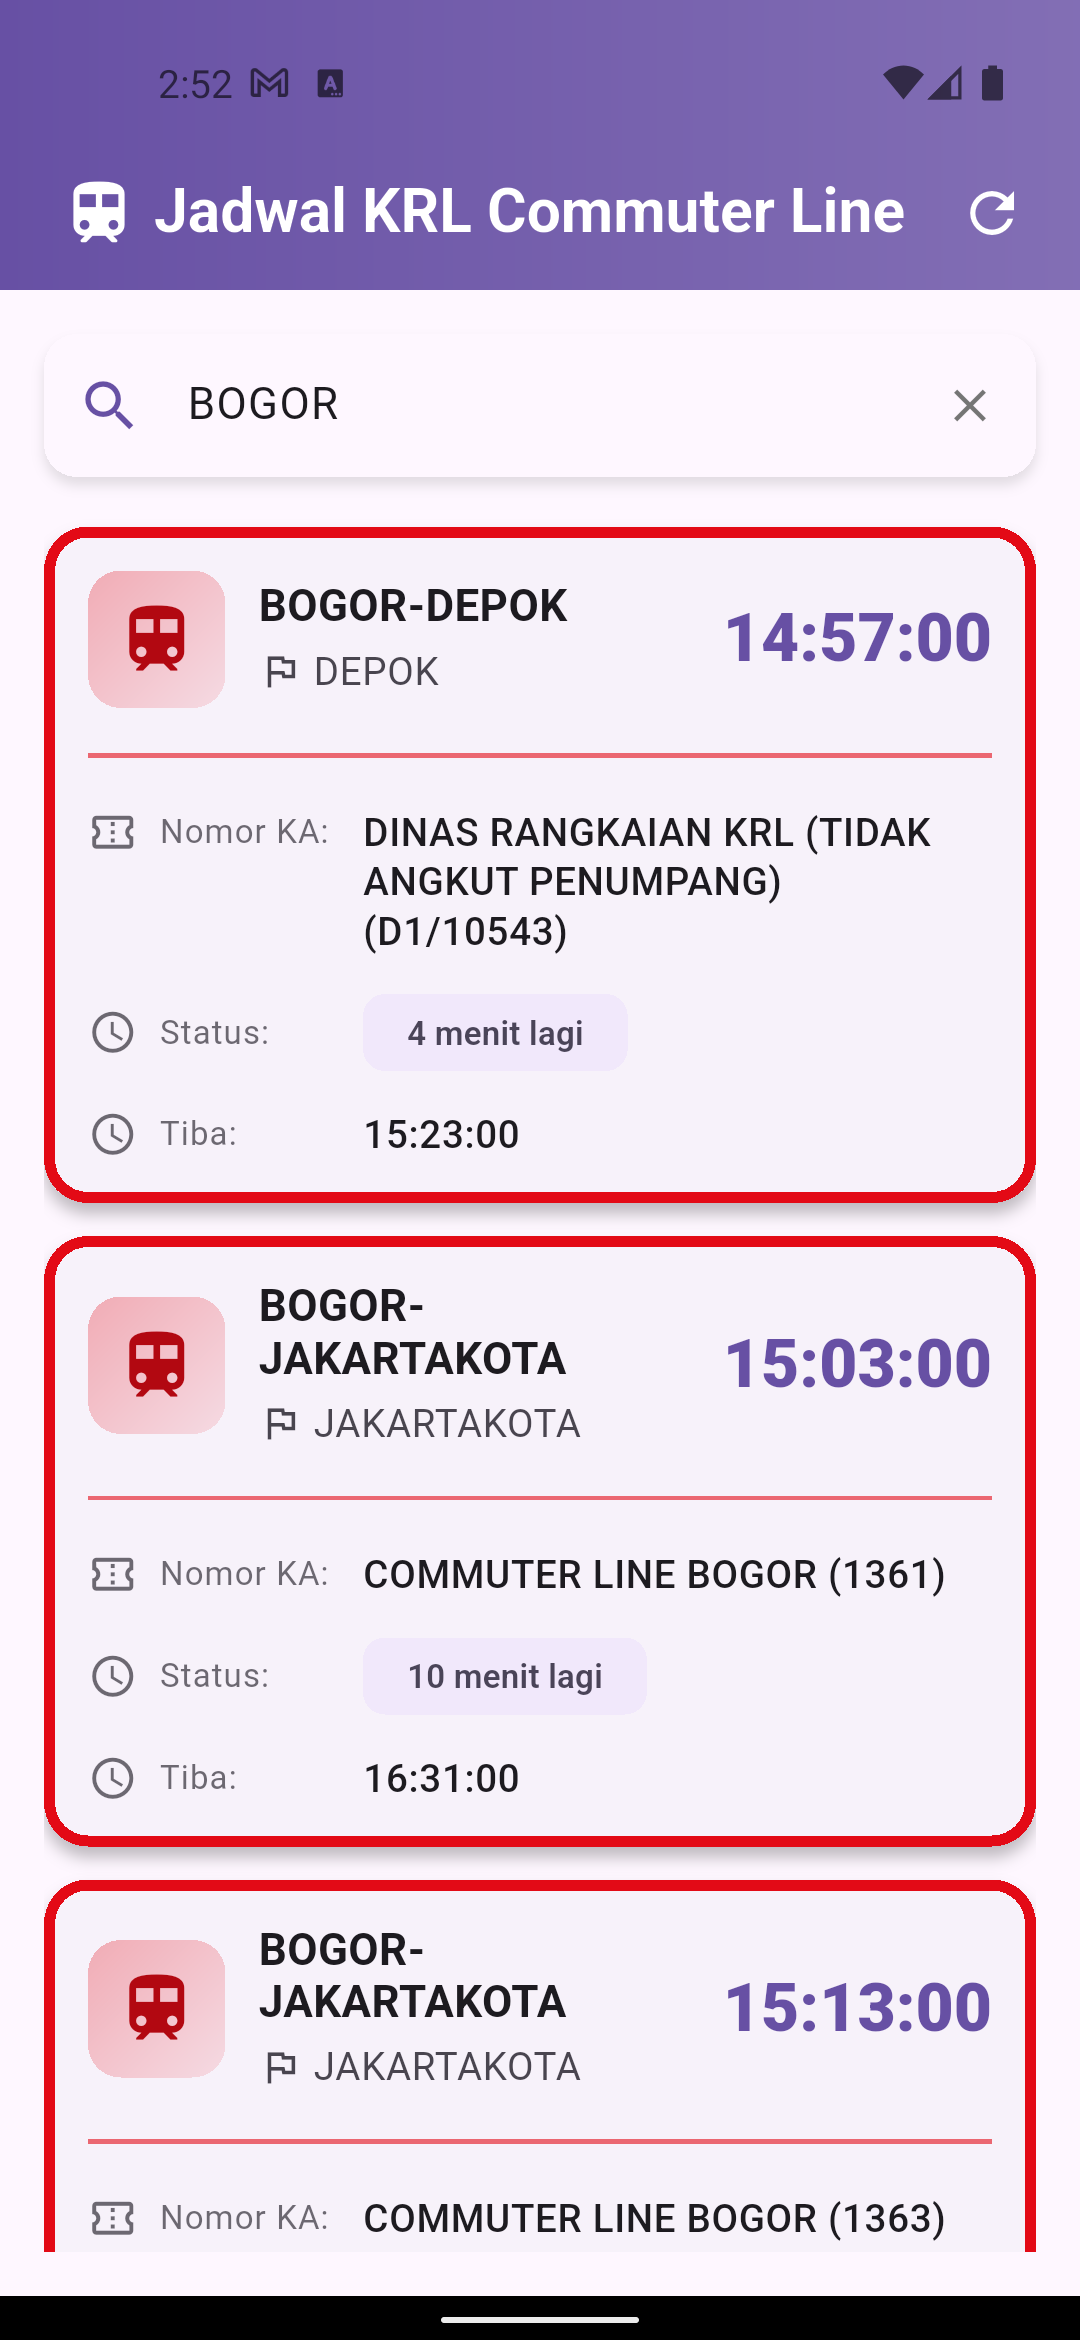 2:52
Jadwal KRL Commuter Line
BOGOR
BOGOR-DEPOK
DEPOK
14:57:00
Nomor KA: DINAS RANGKAIAN KRL (TIDAK
ANGKUT PENUMPANG)
(D1/10543)
Status: 4 menit lagi
Tiba: 15:23:00
BOGOR-
JAKARTAKOTA
JAKARTAKOTA
15:03:00
Nomor KA: COMMUTER LINE BOGOR (1361)
Status: 10 menit lagi
Tiba: 16:31:00
BOGOR-
JAKARTAKOTA
JAKARTAKOTA
15:13:00
Nomor KA: COMMUTER LINE BOGOR (1363)